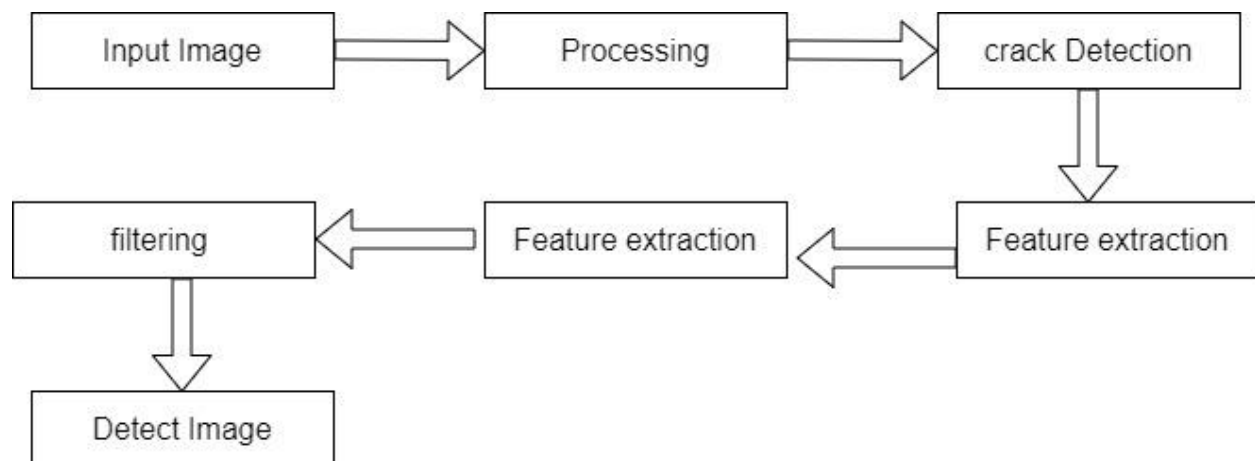 Input Image
Processing
crack Detection
Feature extraction
Feature extraction
filtering
Detect Image